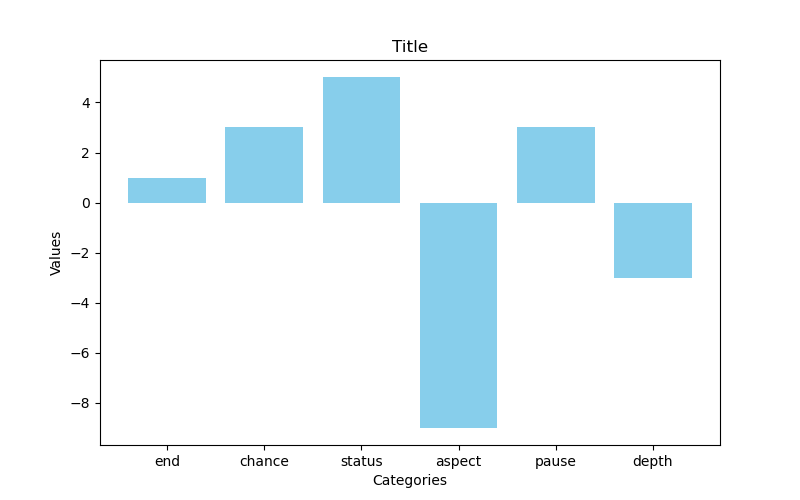 Title
4
2
0
−2
−4
−6
−8
Values
end chance status aspect pause depth
Categories